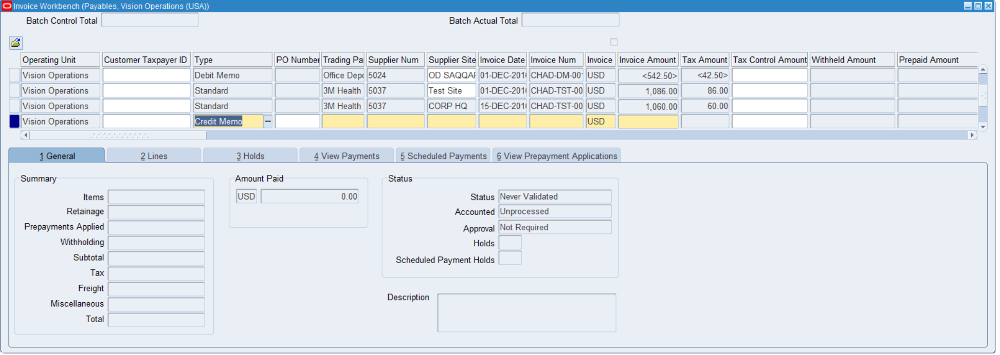 Invoice Workbench (Payables, Vision Operations (USA))
Batch Control Total Batch Actual Total
Operating Unit Customer Taxpayer ID Type PO Number Trading Pa Supplier Num Supplier Site Invoice Date Invoice Num Invoice Invoice Amount Tax Amount Tax Control Amount Withheld Amount Prepaid Amount
Vision Operations Debit Memo Office Depo 5024 OD SAQQAR 01-DEC-201 CHAD-DM-00 USD <542.50> <42.50>
Vision Operations Standard 3M Health 5037 Test Site 01-DEC-201 CHAD-TST-00 USD 1,086.00 86.00
Vision Operations Standard 3M Health 5037 CORP HQ 15-DEC-201 CHAD-TST-00 USD 1,060.00 60.00
Vision Operations Credit Memo ... USD
1 General 2 Lines 3 Holds 4 View Payments 5 Scheduled Payments 6 View Prepayment Applications
Summary Amount Paid Status
Items USD 0.00 Status Never Validated
Retainage Accounted Unprocessed
Prepayments Applied Approval Not Required
Withholding Holds
Subtotal Scheduled Payment Holds
Tax
Freight
Miscellaneous Description
Total